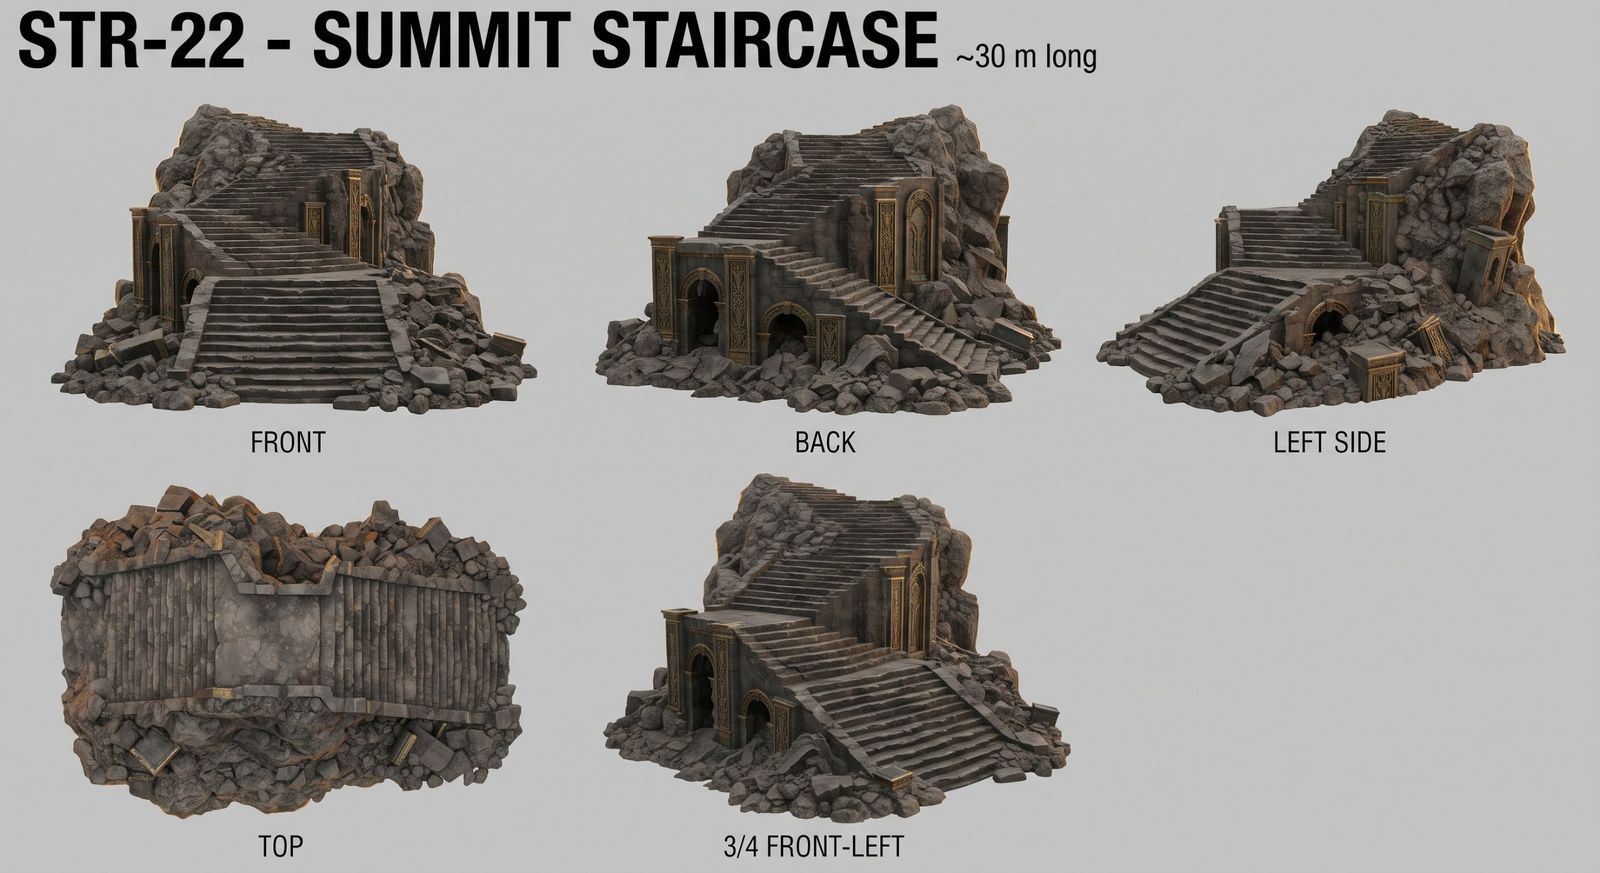 STR-22 - SUMMIT STAIRCASE ~30 m long
FRONT
BACK
LEFT SIDE
TOP
3/4 FRONT-LEFT